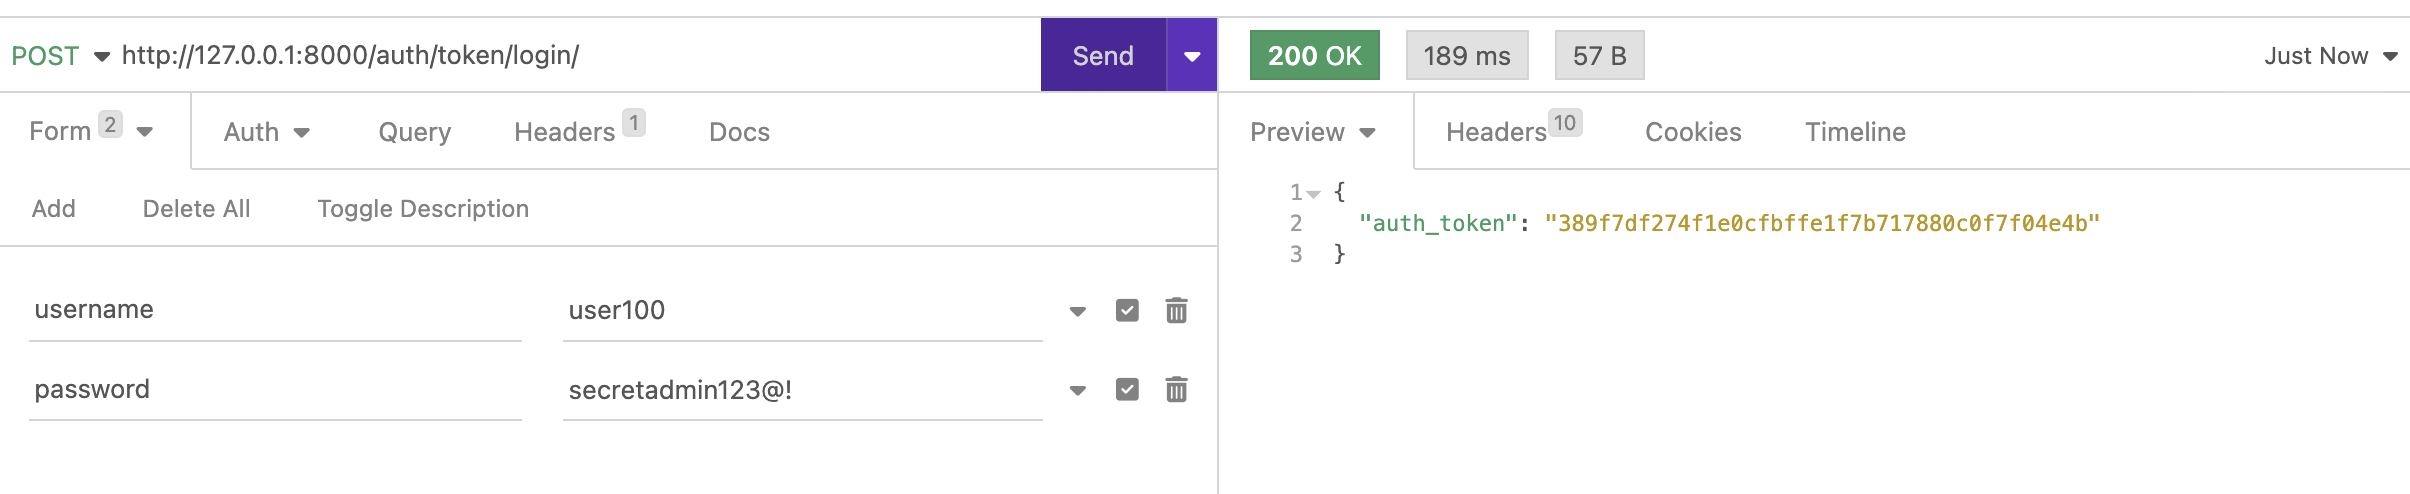 POST http://127.0.0.1:8000/auth/token/login/ Send 200 OK 189 ms 57 B Just Now
Form 2 Auth Query Headers 1 Docs Preview Headers 10 Cookies Timeline
Add Delete All Toggle Description
username user100
password secretadmin123@!
1 {
2 "auth_token": "389f7df274f1e0cfbffe1f7b717880c0f7f04e4b"
3 }